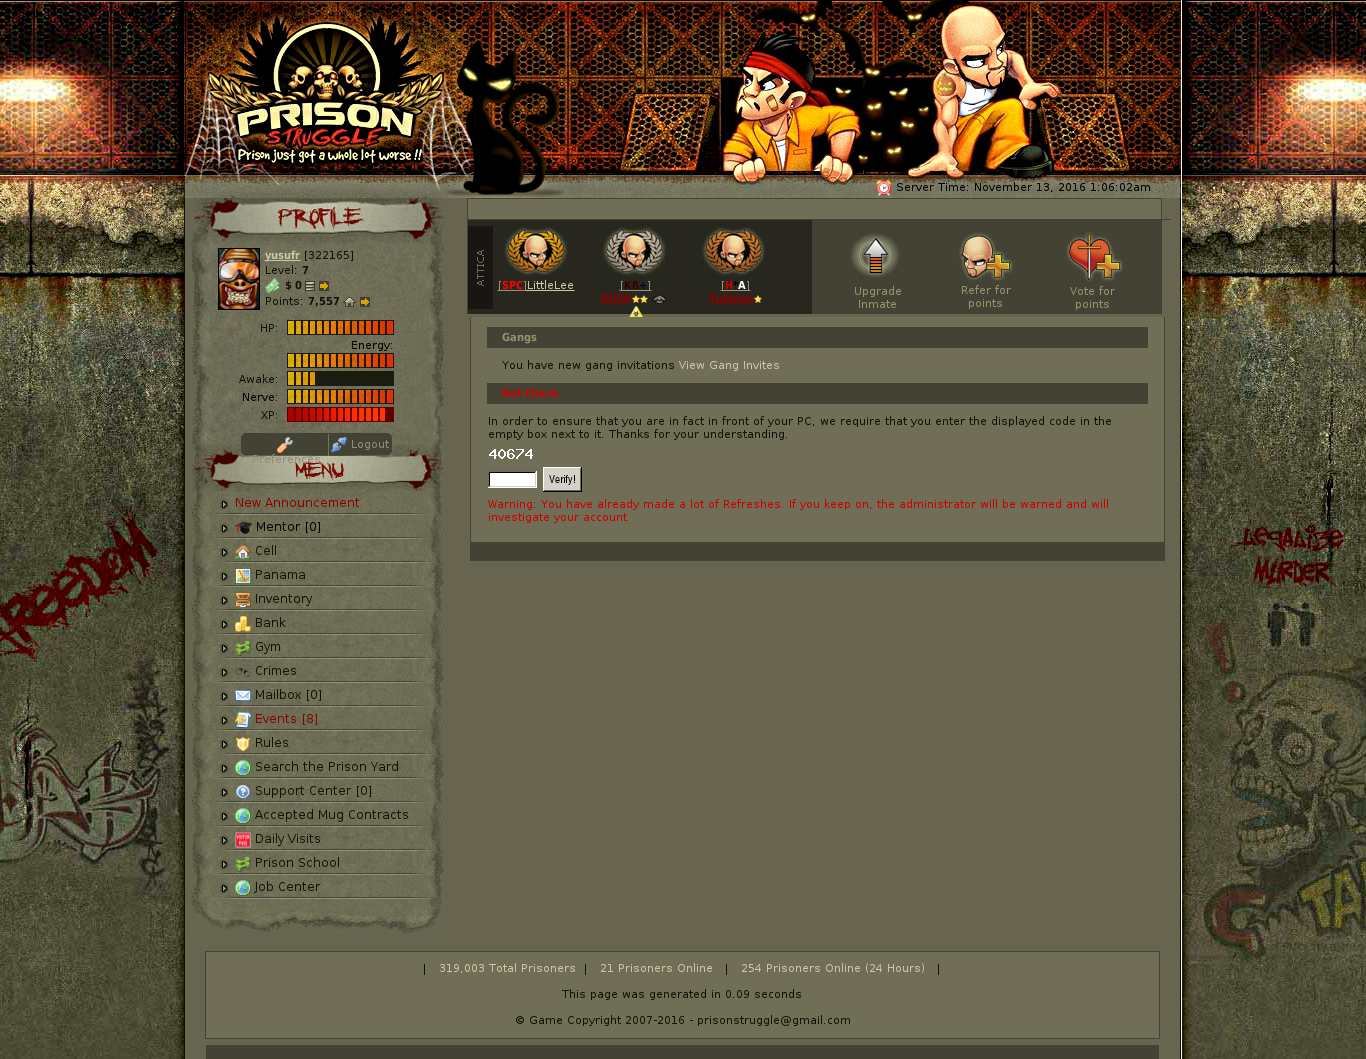 PRISON
STRUGGLE
Prison just got a whole lot worse !!
Server Time: November 13, 2016 1:06:02am
PROFILE
yusufr [322165]
Level: 7
$ 0
Points: 7,557
HP:
Energy:
Awake:
Nerve:
XP:
Preferences
Logout
MENU
New Announcement
Mentor [0]
Cell
Panama
Inventory
Bank
Gym
Crimes
Mailbox [0]
Events [8]
Rules
Search the Prison Yard
Support Center [0]
Accepted Mug Contracts
Daily Visits
Prison School
Job Center
ATTICA
[SPC]LittleLee
Upgrade
Inmate
Refer for
points
Vote for
points
Gangs
You have new gang invitations View Gang Invites
Bot Check
In order to ensure that you are in fact in front of your PC, we require that you enter the displayed code in the
empty box next to it. Thanks for your understanding.
40674
Verify!
Warning: You have already made a lot of Refreshes. If you keep on, the administrator will be warned and will
investigate your account
FREEDOM
LEGALIZE
MURDER
| 319,003 Total Prisoners | 21 Prisoners Online | 254 Prisoners Online (24 Hours) |
This page was generated in 0.09 seconds
© Game Copyright 2007-2016 - prisonstruggle@gmail.com